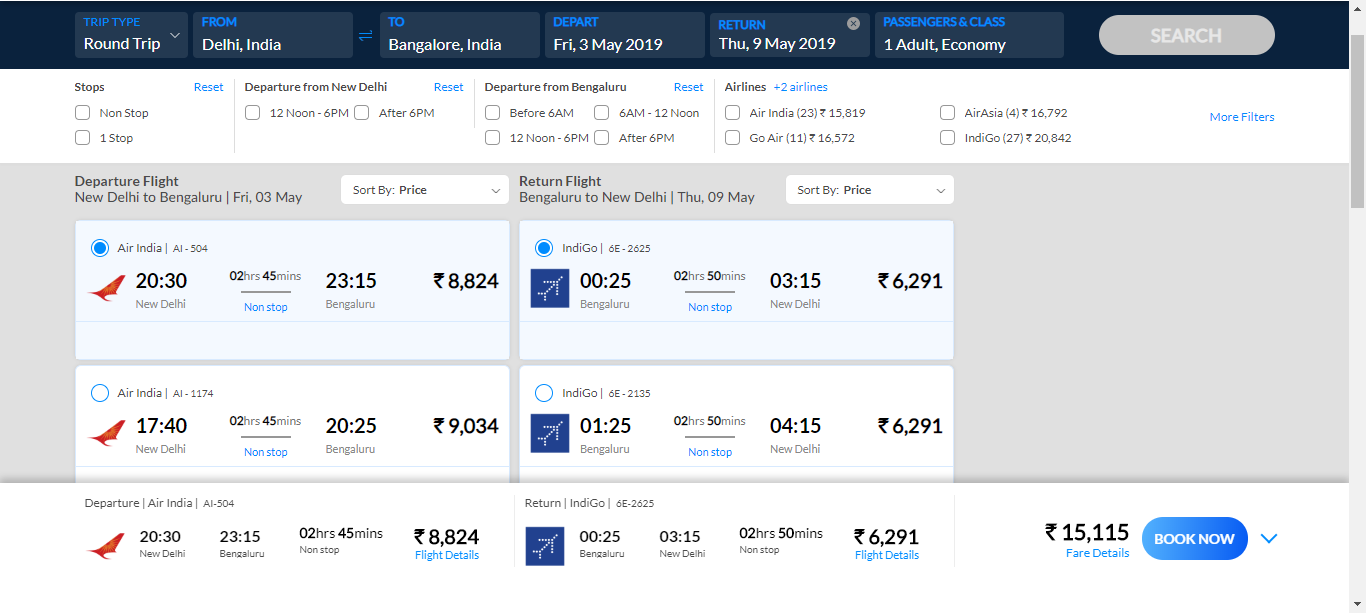 TRIP TYPE
Round Trip
FROM
Delhi, India
TO
Bangalore, India
DEPART
Fri, 3 May 2019
RETURN
Thu, 9 May 2019
PASSENGERS & CLASS
1 Adult, Economy
SEARCH
Stops Reset
Non Stop
1 Stop
Departure from New Delhi Reset
12 Noon - 6PM After 6PM
Departure from Bengaluru Reset
Before 6AM 6AM - 12 Noon
12 Noon - 6PM After 6PM
Airlines +2 airlines
Air India (23) ₹ 15,819 AirAsia (4) ₹ 16,792
Go Air (11) ₹ 16,572 IndiGo (27) ₹ 20,842
More Filters
Departure Flight
New Delhi to Bengaluru | Fri, 03 May
Sort By: Price
Return Flight
Bengaluru to New Delhi | Thu, 09 May
Sort By: Price
Air India | AI - 504
20:30 02hrs 45mins 23:15 ₹ 8,824
New Delhi Non stop Bengaluru
IndiGo | 6E - 2625
00:25 02hrs 50mins 03:15 ₹ 6,291
Bengaluru Non stop New Delhi
Air India | AI - 1174
17:40 02hrs 45mins 20:25 ₹ 9,034
New Delhi Non stop Bengaluru
IndiGo | 6E - 2135
01:25 02hrs 50mins 04:15 ₹ 6,291
Bengaluru Non stop New Delhi
Departure | Air India | AI-504
20:30 23:15 02hrs 45mins ₹ 8,824
New Delhi Bengaluru Non stop Flight Details
Return | IndiGo | 6E-2625
00:25 03:15 02hrs 50mins ₹ 6,291
Bengaluru New Delhi Non stop Flight Details
₹ 15,115
Fare Details
BOOK NOW